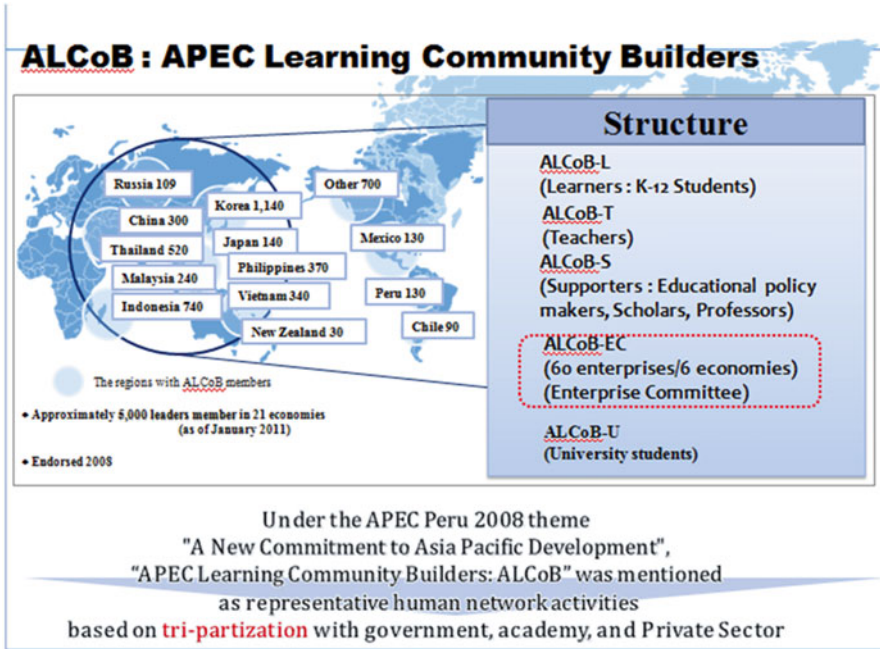 ALCoB : APEC Learning Community Builders
Russia 109
Other 700
Korea 1,140
China 300
Japan 140
Mexico 130
Thailand 520
Philippines 370
Malaysia 240
Vietnam 340
Peru 130
Indonesia 740
New Zealand 30
Chile 90
The regions with ALCoB members
Approximately 5,000 leaders member in 21 economies
(as of January 2011)
Endorsed 2008
Structure
ALCoB-L
(Learners : K-12 Students)
ALCoB-T
(Teachers)
ALCoB-S
(Supporters : Educational policy
makers, Scholars, Professors)
ALCoB-EC
(60 enterprises/6 economies)
(Enterprise Committee)
ALCoB-U
(University students)
Under the APEC Peru 2008 theme
"A New Commitment to Asia Pacific Development",
“APEC Learning Community Builders: ALCoB” was mentioned
as representative human network activities
based on tri-partization with government, academy, and Private Sector